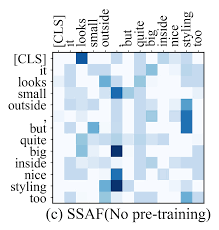 [CLS] it looks small outside , but quite big inside nice styling too
[CLS]
it
looks
small
outside
,
but
quite
big
inside
nice
styling
too
(c) SSAF(No pre-training)